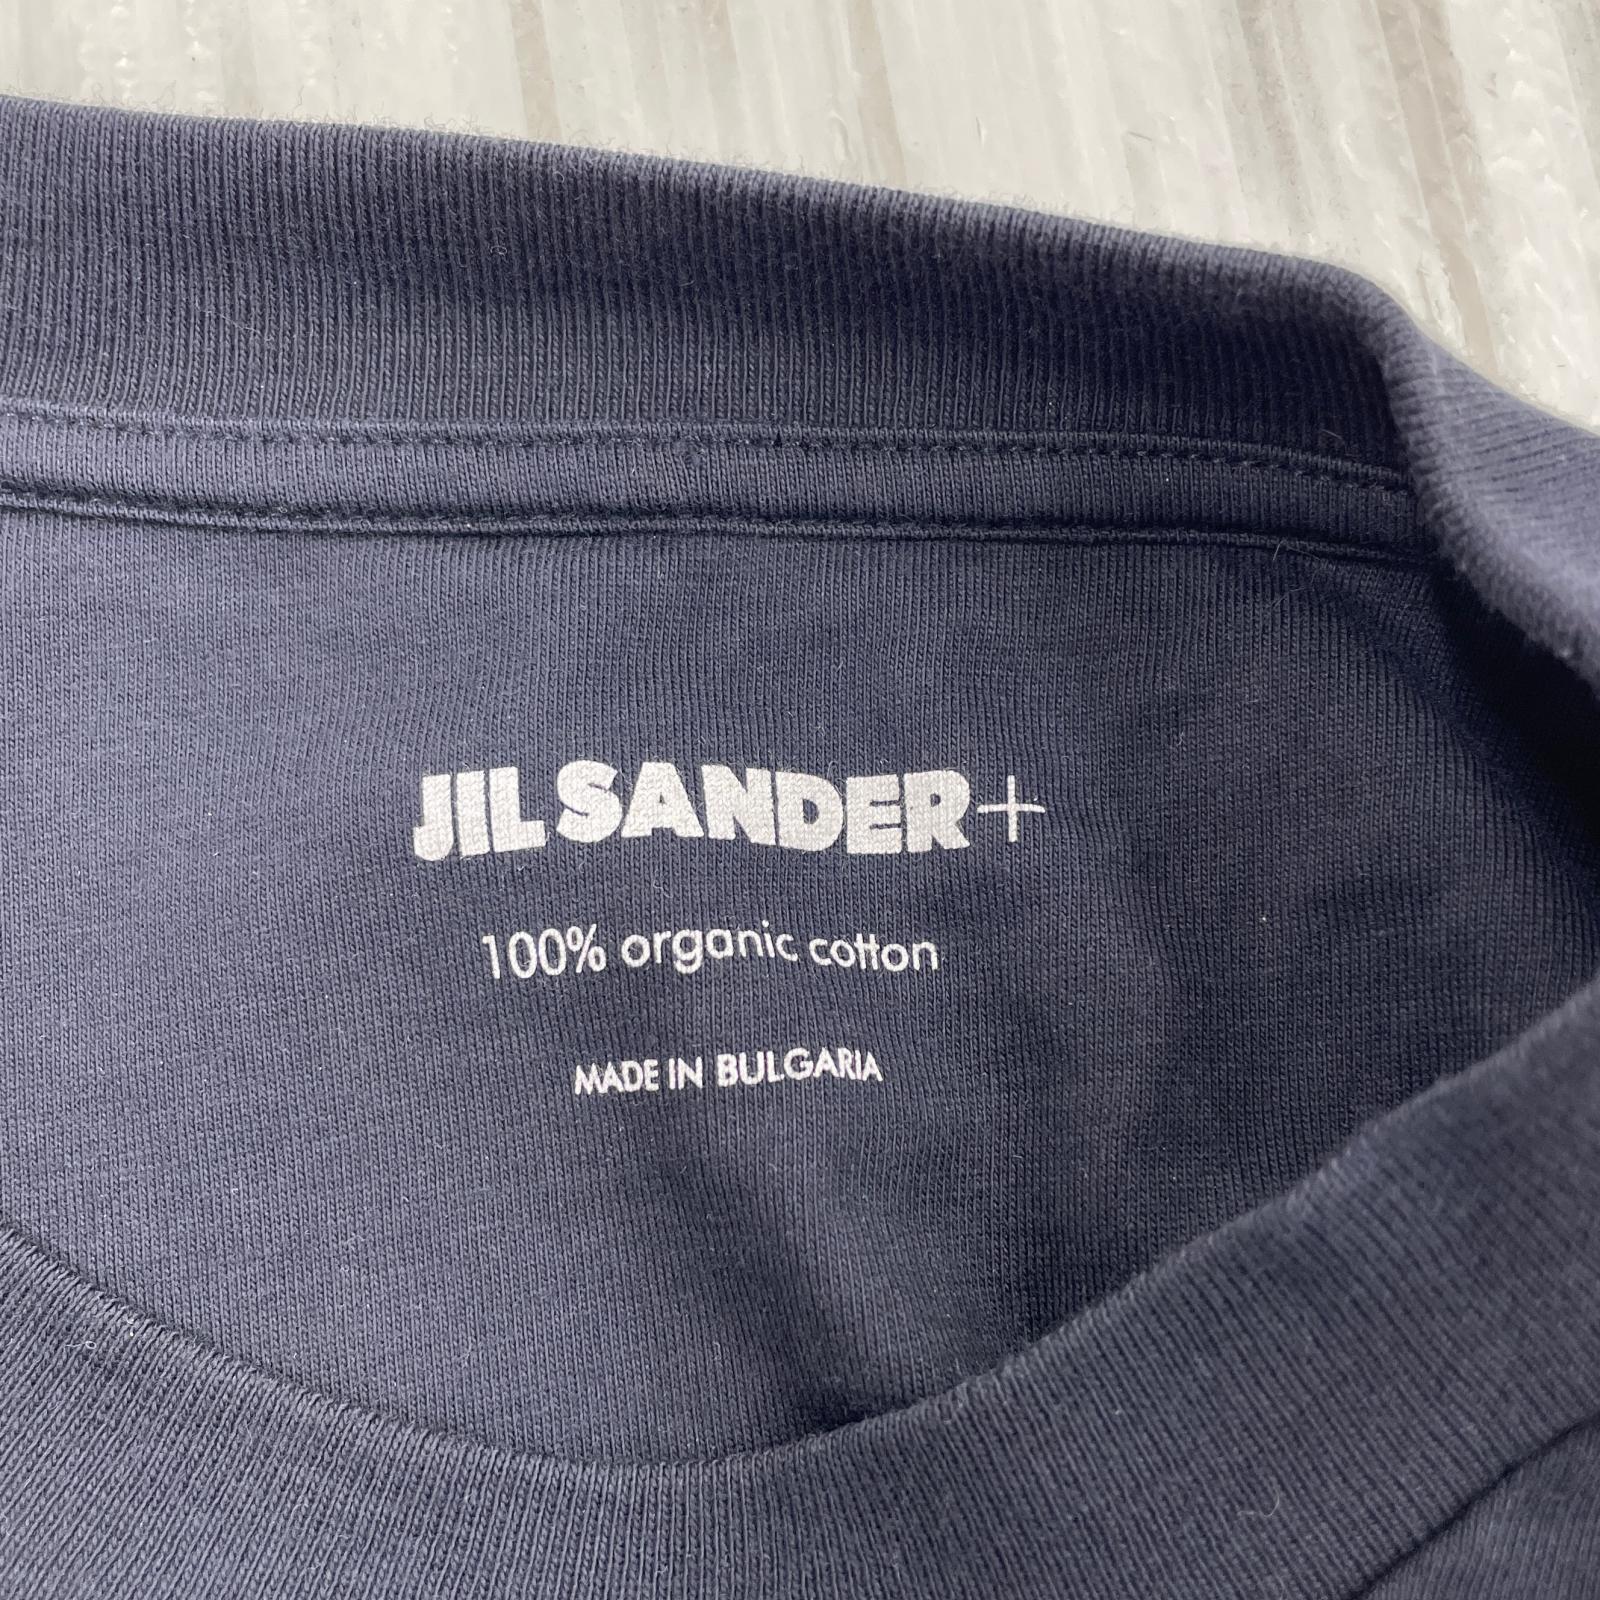 JIL SANDER+
100% organic cotton
MADE IN BULGARIA